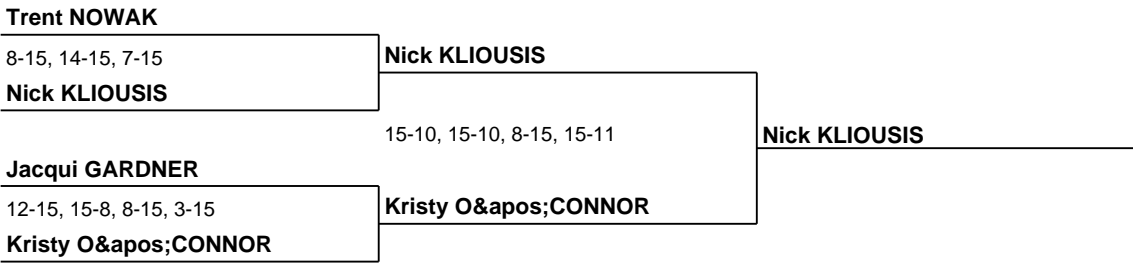 Trent NOWAK
8-15, 14-15, 7-15
Nick KLIOUSIS
Nick KLIOUSIS
15-10, 15-10, 8-15, 15-11
Nick KLIOUSIS
Jacqui GARDNER
12-15, 15-8, 8-15, 3-15
Kristy O&apos;CONNOR
Kristy O&apos;CONNOR